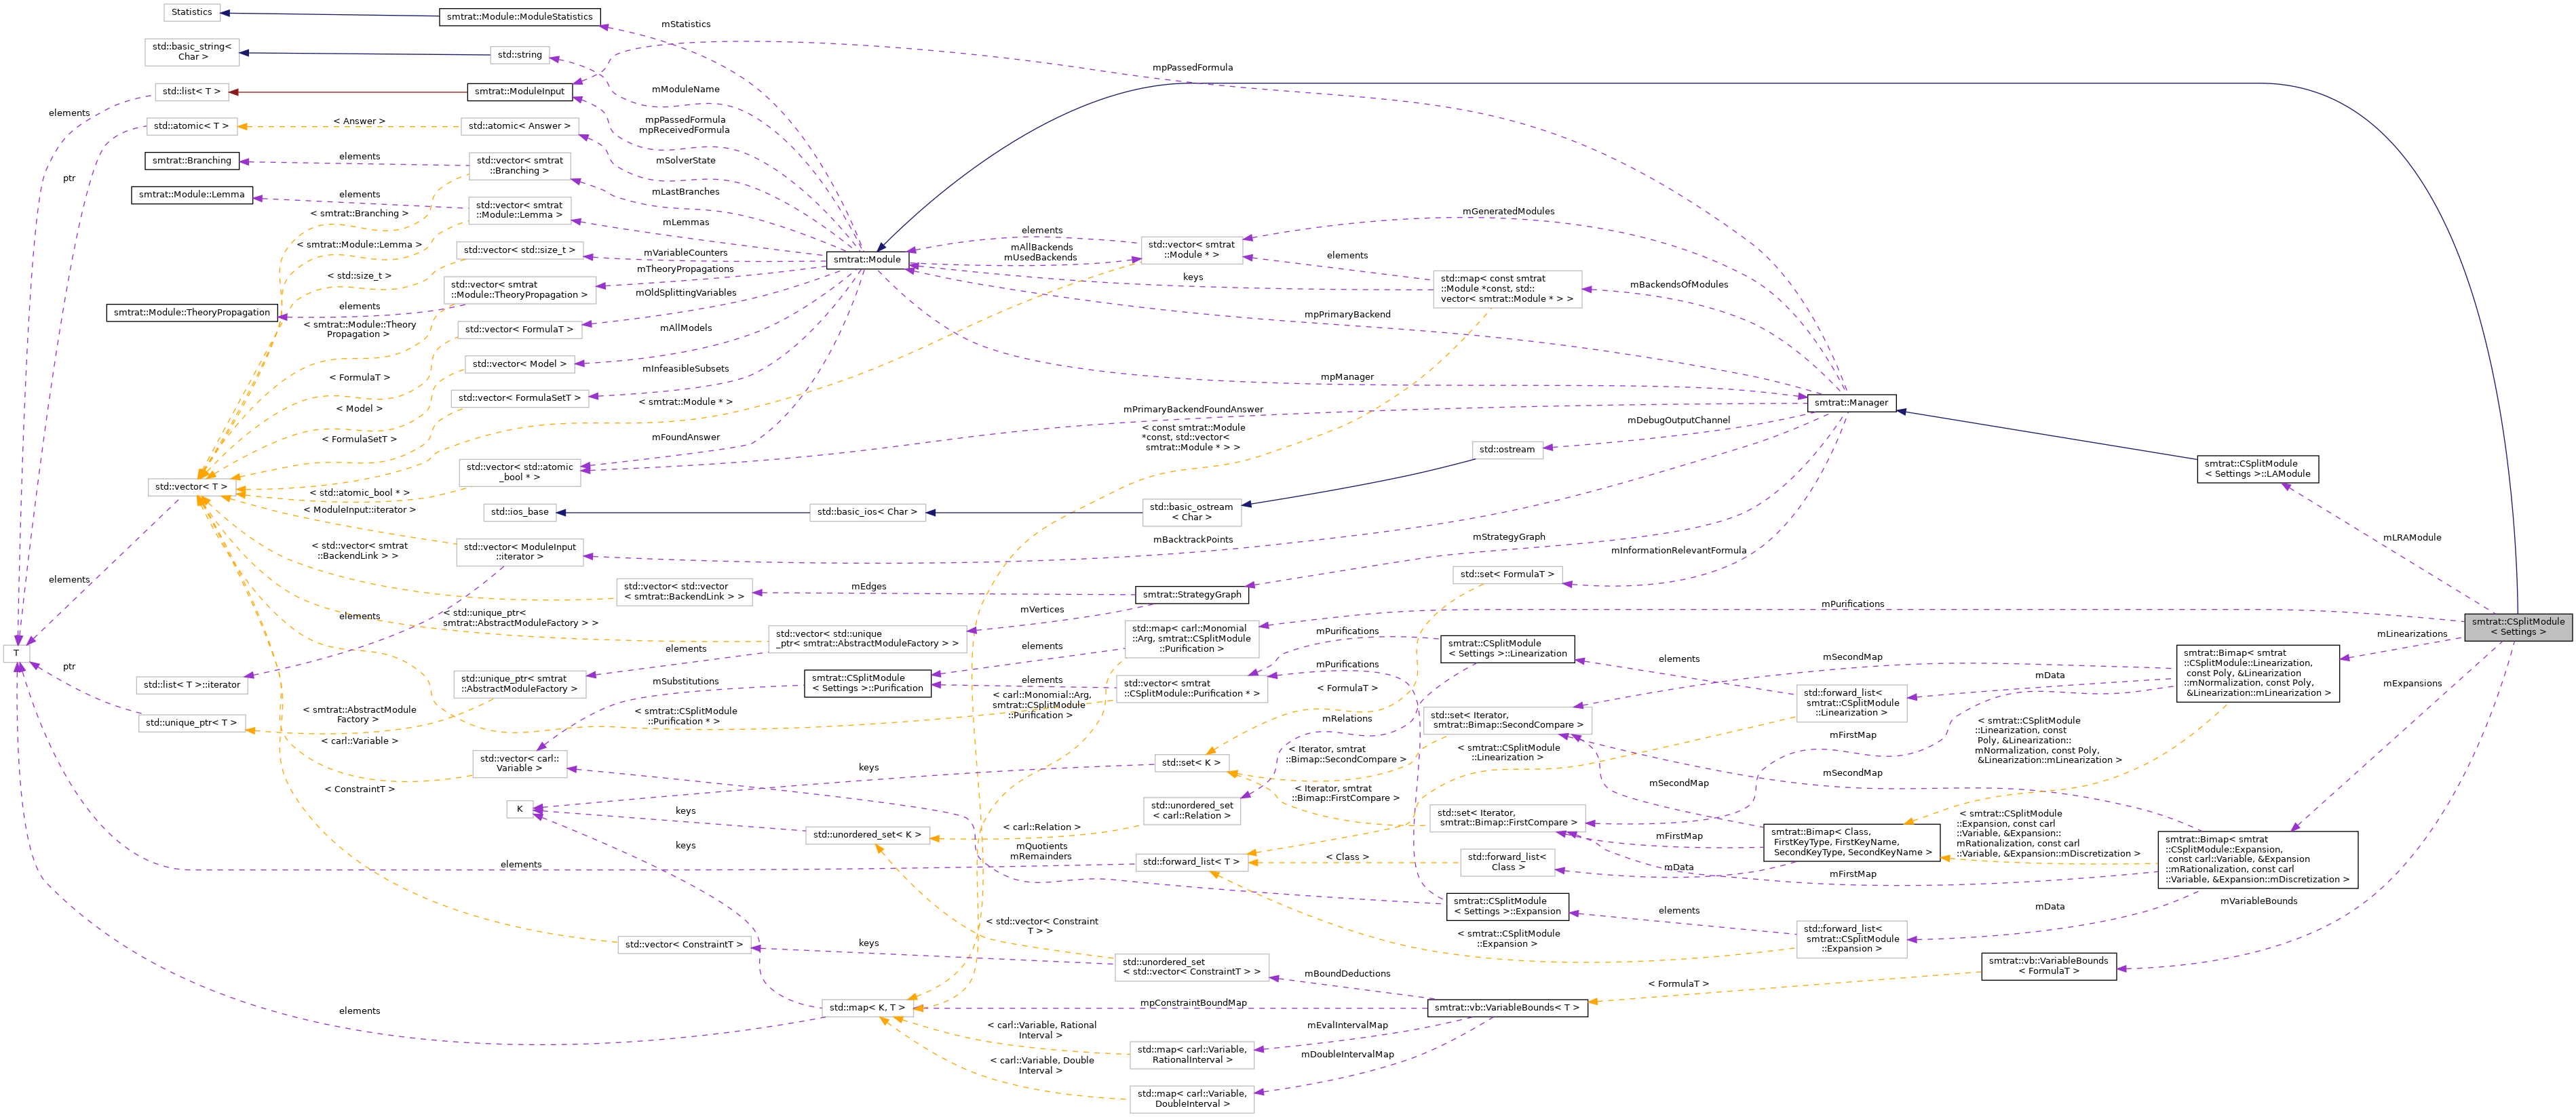 Statistics
smtrat::Module::ModuleStatistics
mStatistics
std::basic_string<
Char >
std::string
mpPassedFormula
std::list< T >
smtrat::ModuleInput
mModuleName
elements
std::atomic< T >
< Answer >
std::atomic< Answer >
mpPassedFormula
mpReceivedFormula
ptr
smtrat::Branching
elements
std::vector< smtrat
::Branching >
mSolverState
smtrat::Module::Lemma
elements
std::vector< smtrat
::Module::Lemma >
mLastBranches
< smtrat::Branching >
mLemmas
mGeneratedModules
< smtrat::Module::Lemma >
std::vector< std::size_t >
mVariableCounters
smtrat::Module
elements
mAllBackends
mUsedBackends
std::vector< smtrat
::Module * >
elements
keys
std::map< const smtrat
::Module *const, std::
vector< smtrat::Module * > >
mBackendsOfModules
< std::size_t >
mTheoryPropagations
std::vector< smtrat
::Module::TheoryPropagation >
mOldSplittingVariables
smtrat::Module::TheoryPropagation
elements
< smtrat::Module::Theory
Propagation >
std::vector< FormulaT >
mAllModels
mpPrimaryBackend
std::vector< Model >
mInfeasibleSubsets
< FormulaT >
mpManager
std::vector< FormulaSetT >
< smtrat::Module * >
smtrat::Manager
< Model >
mPrimaryBackendFoundAnswer
< const smtrat::Module
*const, std::vector<
smtrat::Module * > >
mDebugOutputChannel
< FormulaSetT >
mFoundAnswer
std::ostream
std::vector< std::atomic
_bool * >
smtrat::CSplitModule
< Settings >::LAModule
std::vector< T >
< std::atomic_bool * >
< ModuleInput::iterator >
std::ios_base
std::basic_ios< Char >
std::basic_ostream
< Char >
mLRAModule
std::vector< ModuleInput
::iterator >
mBacktrackPoints
mStrategyGraph
mInformationRelevantFormula
< std::vector< smtrat
::BackendLink > >
elements
std::vector< std::vector
< smtrat::BackendLink > >
mEdges
smtrat::StrategyGraph
std::set< FormulaT >
elements
< std::unique_ptr<
smtrat::AbstractModuleFactory > >
mVertices
std::vector< std::unique
_ptr< smtrat::AbstractModuleFactory > >
std::map< carl::Monomial
::Arg, smtrat::CSplitModule
::Purification >
mPurifications
mPurifications
smtrat::CSplitModule
< Settings >
T
ptr
elements
elements
smtrat::CSplitModule
< Settings >::Linearization
mLinearizations
std::list< T >::iterator
std::unique_ptr< smtrat
::AbstractModuleFactory >
mSubstitutions
smtrat::CSplitModule
< Settings >::Purification
elements
std::vector< smtrat
::CSplitModule::Purification * >
mPurifications
elements
mSecondMap
mData
smtrat::Bimap< smtrat
::CSplitModule::Linearization,
const Poly, &Linearization
::mNormalization, const Poly,
&Linearization::mLinearization >
mExpansions
std::unique_ptr< T >
< smtrat::AbstractModule
Factory >
< smtrat::CSplitModule
::Purification * >
< carl::Monomial::Arg,
smtrat::CSplitModule
::Purification >
< FormulaT >
mRelations
std::set< Iterator,
smtrat::Bimap::SecondCompare >
std::forward_list<
smtrat::CSplitModule
::Linearization >
mFirstMap
< smtrat::CSplitModule
::Linearization, const
Poly, &Linearization::
mNormalization, const Poly,
&Linearization::mLinearization >
< carl::Variable >
std::vector< carl::
Variable >
keys
std::set< K >
< Iterator, smtrat
::Bimap::SecondCompare >
< smtrat::CSplitModule
::Linearization >
mSecondMap
mSecondMap
< ConstraintT >
K
keys
std::unordered_set
< carl::Relation >
< Iterator, smtrat
::Bimap::FirstCompare >
std::set< Iterator,
smtrat::Bimap::FirstCompare >
keys
std::unordered_set< K >
< carl::Relation >
mQuotients
mRemainders
mFirstMap
smtrat::Bimap< Class,
FirstKeyType, FirstKeyName,
SecondKeyType, SecondKeyName >
< smtrat::CSplitModule
::Expansion, const carl
::Variable, &Expansion::
mRationalization, const carl
::Variable, &Expansion::mDiscretization >
smtrat::Bimap< smtrat
::CSplitModule::Expansion,
const carl::Variable, &Expansion
::mRationalization, const carl
::Variable, &Expansion::mDiscretization >
elements
std::forward_list< T >
< Class >
std::forward_list<
Class >
mData
mFirstMap
mVariableBounds
smtrat::CSplitModule
< Settings >::Expansion
elements
mData
< std::vector< Constraint
T > >
< smtrat::CSplitModule
::Expansion >
std::forward_list<
smtrat::CSplitModule
::Expansion >
std::vector< ConstraintT >
keys
std::unordered_set
< std::vector< ConstraintT > >
mBoundDeductions
smtrat::vb::VariableBounds
< FormulaT >
< FormulaT >
elements
std::map< K, T >
mpConstraintBoundMap
smtrat::vb::VariableBounds< T >
< carl::Variable, Rational
Interval >
mEvalIntervalMap
std::map< carl::Variable,
RationalInterval >
< carl::Variable, Double
Interval >
mDoubleIntervalMap
std::map< carl::Variable,
DoubleInterval >